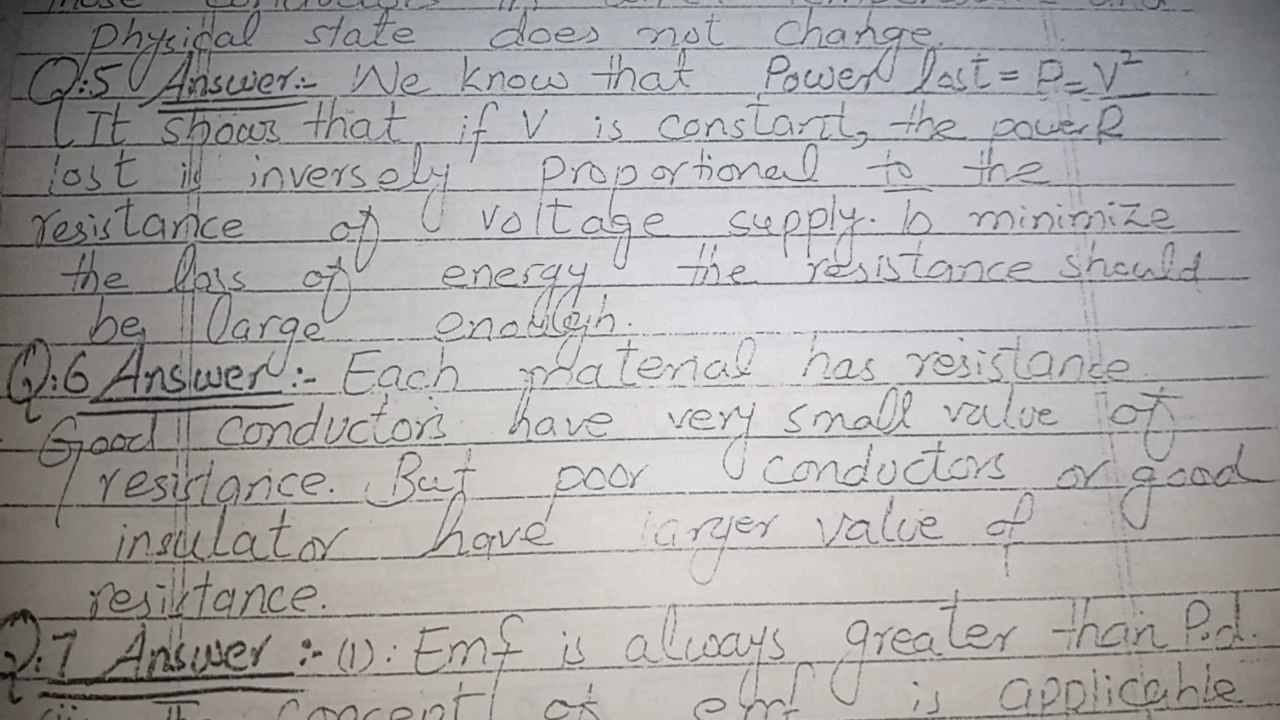 physical state does not change.
Q:5 Answer:- We know that Power lost = P = V²
It shows that if V is constant, the power R
lost is inversely proportional to the
resistance of voltage supply. To minimize
the loss of energy the resistance should
be large enough.
Q:6 Answer:- Each material has resistance.
Good conductors have very small value of
resistance. But poor conductors or good
insulator have larger value of
resistance.
Q:7 Answer:- (1): Emf is always greater than P.d.
concept of emf is applicable